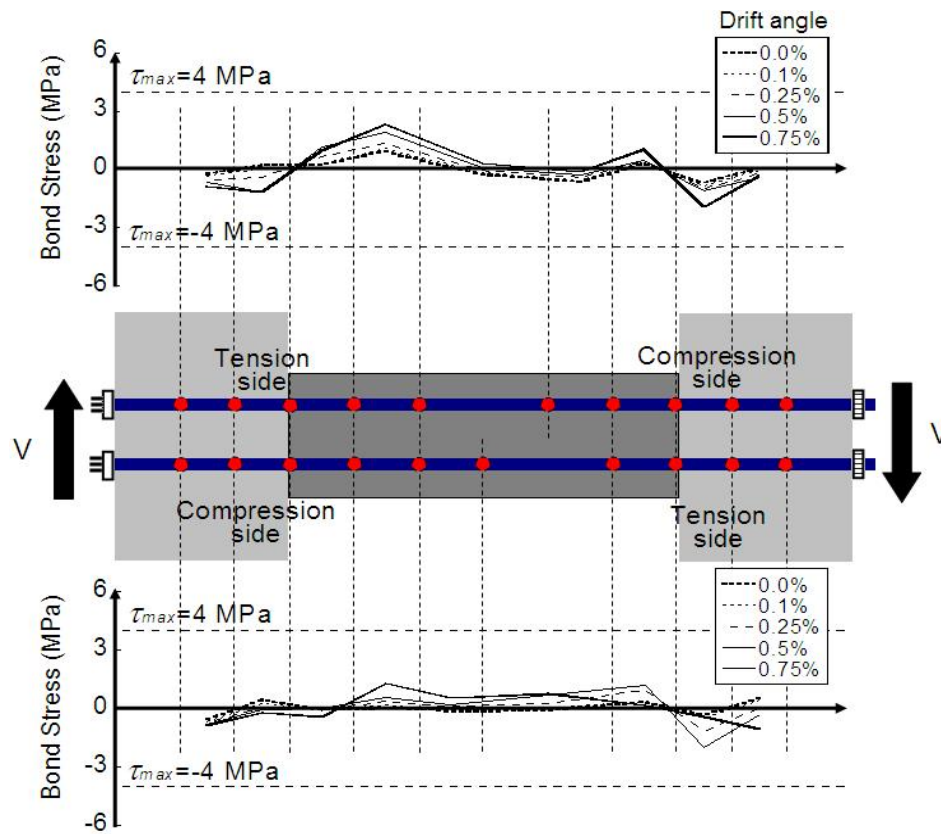 Drift angle
0.0%
0.1%
0.25%
0.5%
0.75%
Bond Stress (MPa)
6
3
0
-3
-6
τmax=4 MPa
τmax=-4 MPa
Tension
side
Compression
side
V
V
Compression
side
Tension
side
0.0%
0.1%
0.25%
0.5%
0.75%
Bond Stress (MPa)
6
3
0
-3
-6
τmax=4 MPa
τmax=-4 MPa